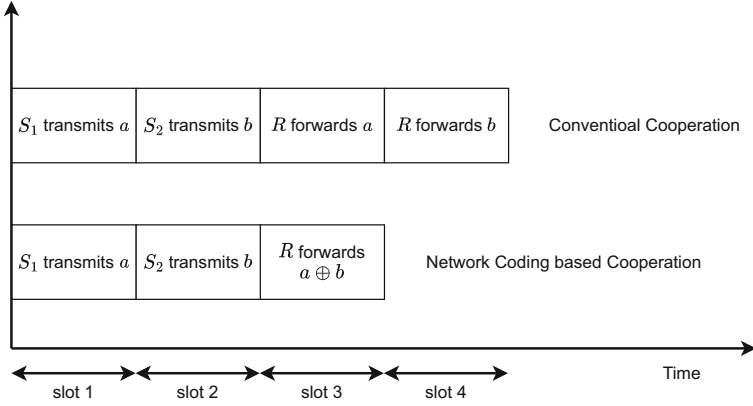 S₁ transmits a
S₂ transmits b
R forwards a
R forwards b
Conventioal Cooperation
S₁ transmits a
S₂ transmits b
R forwards
a ⊕ b
Network Coding based Cooperation
Time
slot 1
slot 2
slot 3
slot 4